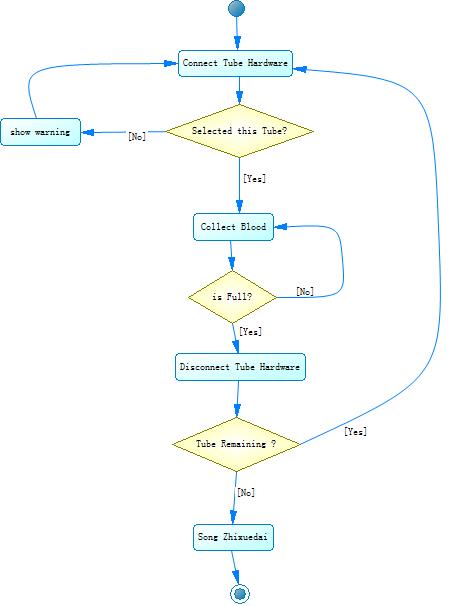 Connect Tube Hardware
Selected this Tube?
[No]
show warning
[Yes]
Collect Blood
is Full?
[No]
[Yes]
Disconnect Tube Hardware
Tube Remaining ?
[Yes]
[No]
Song Zhixuedai